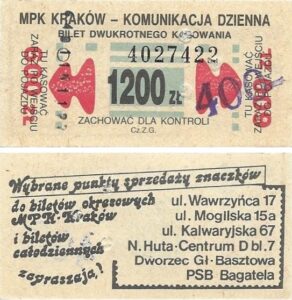 MPK KRAKÓW – KOMUNIKACJA DZIENNA
BILET DWUKROTNEGO KASOWANIA
4027422
1200 ZŁ
ZACHOWAĆ DLA KONTROLI
Cz.Z.G.
TU KASOWAĆ
40
TU KASOWAĆ
Wybrane punkty sprzedaży znaczków
do biletów okresowych
MPK-Kraków
i biletów
całodziennych
zapraszają!
ul. Wawrzyńca 17
ul. Mogilska 15a
ul. Kalwaryjska 67
N. Huta-Centrum D bl.7
Dworzec Gł.-Basztowa
PSB Bagatela